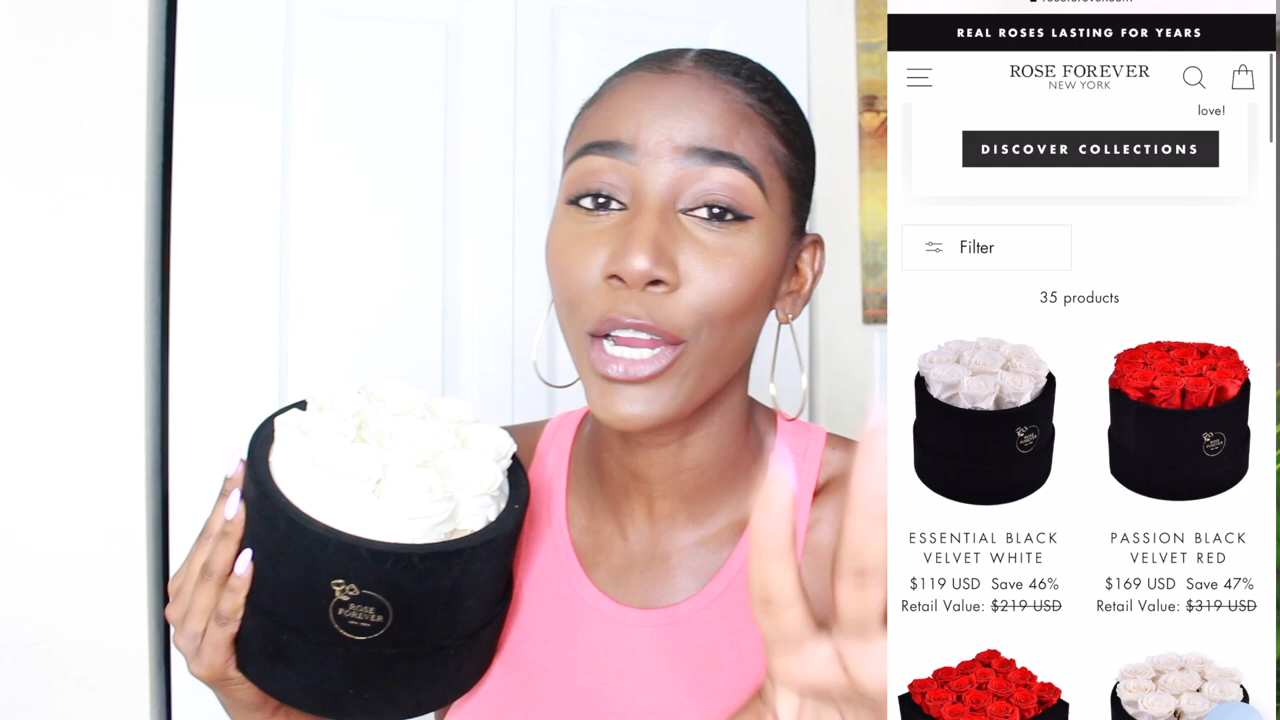 REAL ROSES LASTING FOR YEARS
ROSE FOREVER
NEW YORK
love!
DISCOVER COLLECTIONS
Filter
35 products
ESSENTIAL BLACK
VELVET WHITE
$119 USD Save 46%
Retail Value: $219 USD
PASSION BLACK
VELVET RED
$169 USD Save 47%
Retail Value: $319 USD
ROSE
FOREVER